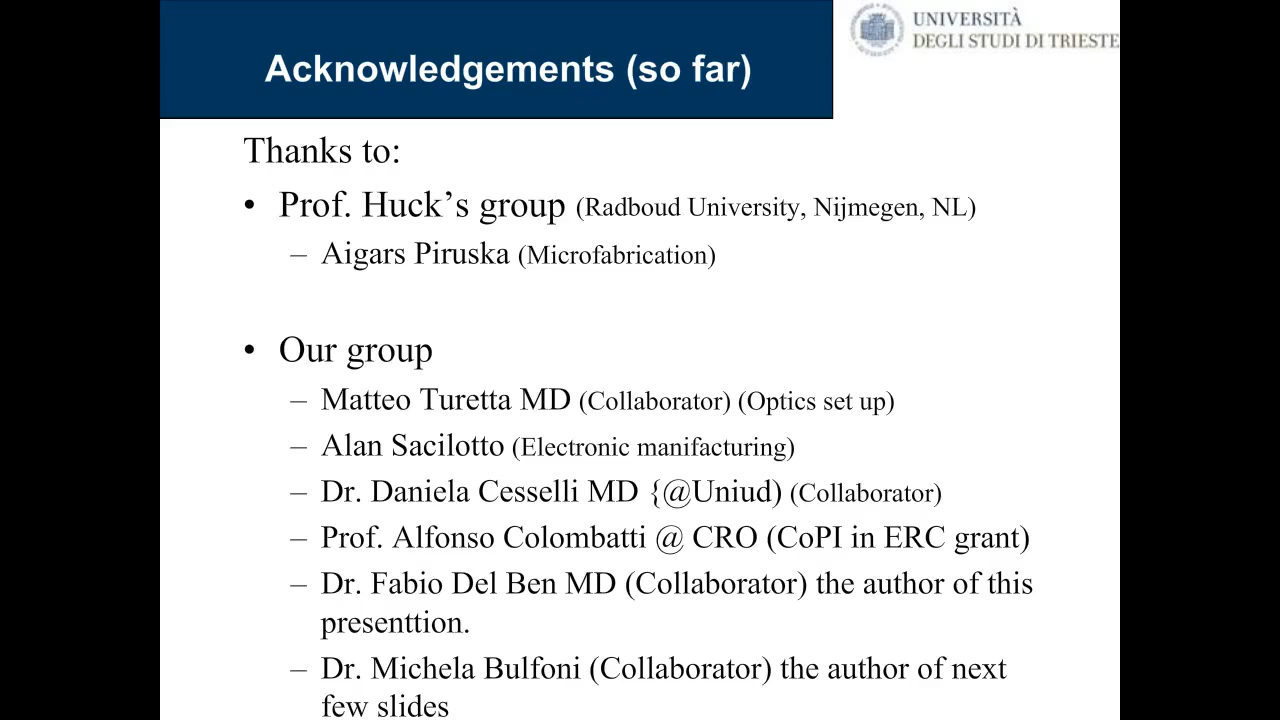 Acknowledgements (so far)
UNIVERSITÀ
DEGLI STUDI DI TRIESTE
Thanks to:
• Prof. Huck’s group (Radboud University, Nijmegen, NL)
– Aigars Piruska (Microfabrication)
• Our group
– Matteo Turetta MD (Collaborator) (Optics set up)
– Alan Sacilotto (Electronic manifacturing)
– Dr. Daniela Cesselli MD {@Uniud) (Collaborator)
– Prof. Alfonso Colombatti @ CRO (CoPI in ERC grant)
– Dr. Fabio Del Ben MD (Collaborator) the author of this
presenttion.
– Dr. Michela Bulfoni (Collaborator) the author of next
few slides